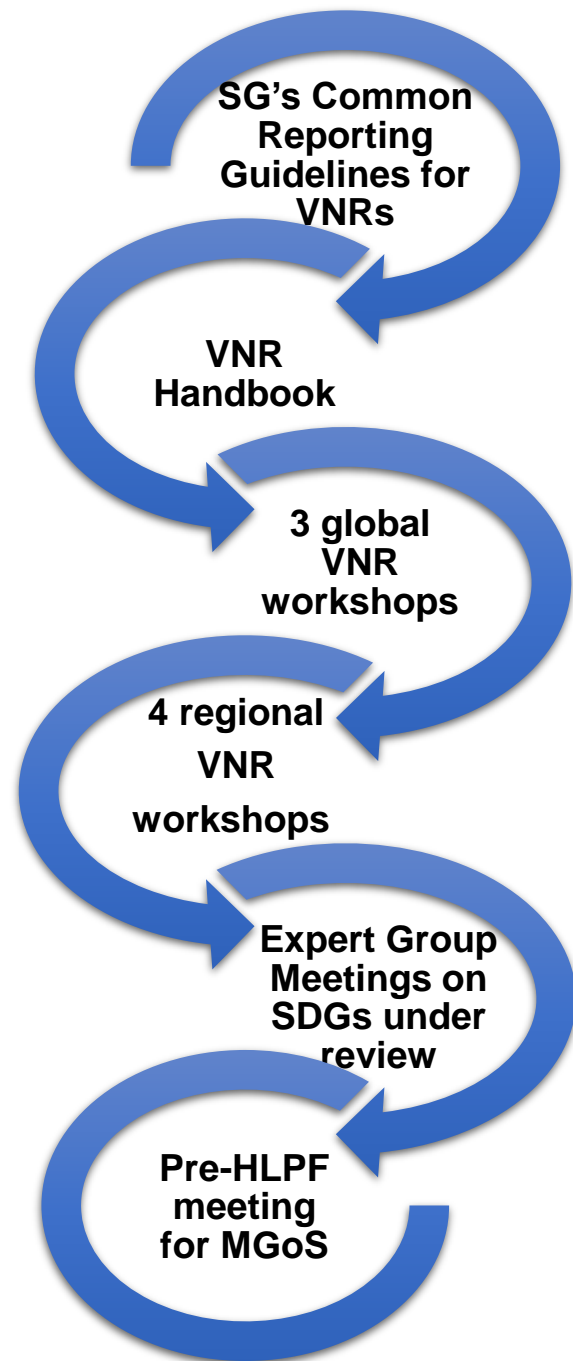 SG’s Common
Reporting
Guidelines for
VNRs
VNR
Handbook
3 global
VNR
workshops
4 regional
VNR
workshops
Expert Group
Meetings on
SDGs under
review
Pre-HLPF
meeting
for MGoS